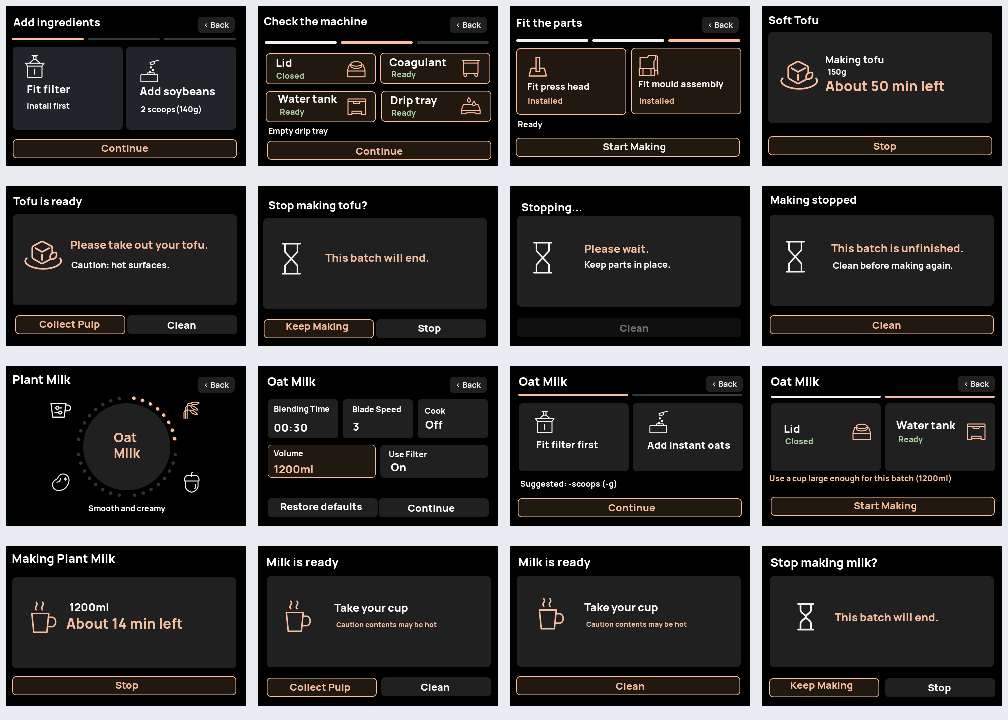 Add ingredients
‹ Back
Fit filter
Install first
Add soybeans
2 scoops(140g)
Continue
Check the machine
‹ Back
Lid
Closed
Coagulant
Ready
Water tank
Ready
Drip tray
Ready
Empty drip tray
Continue
Fit the parts
‹ Back
Fit press head
Installed
Fit mould assembly
Installed
Ready
Start Making
Soft Tofu
Making tofu
150g
About 50 min left
Stop
Tofu is ready
Please take out your tofu.
Caution: hot surfaces.
Collect Pulp
Clean
Stop making tofu?
This batch will end.
Keep Making
Stop
Stopping...
Please wait.
Keep parts in place.
Clean
Making stopped
This batch is unfinished.
Clean before making again.
Clean
Plant Milk
‹ Back
Oat
Milk
Smooth and creamy
Oat Milk
‹ Back
Blending Time
00:30
Blade Speed
3
Cook
Off
Volume
1200ml
Use Filter
On
Restore defaults
Continue
Oat Milk
‹ Back
Fit filter first
Add instant oats
Suggested: -scoops (-g)
Continue
Oat Milk
‹ Back
Lid
Closed
Water tank
Ready
Use a cup large enough for this batch (1200ml)
Start Making
Making Plant Milk
1200ml
About 14 min left
Stop
Milk is ready
Take your cup
Caution contents may be hot
Collect Pulp
Clean
Milk is ready
Take your cup
Caution contents may be hot
Clean
Stop making milk?
This batch will end.
Keep Making
Stop